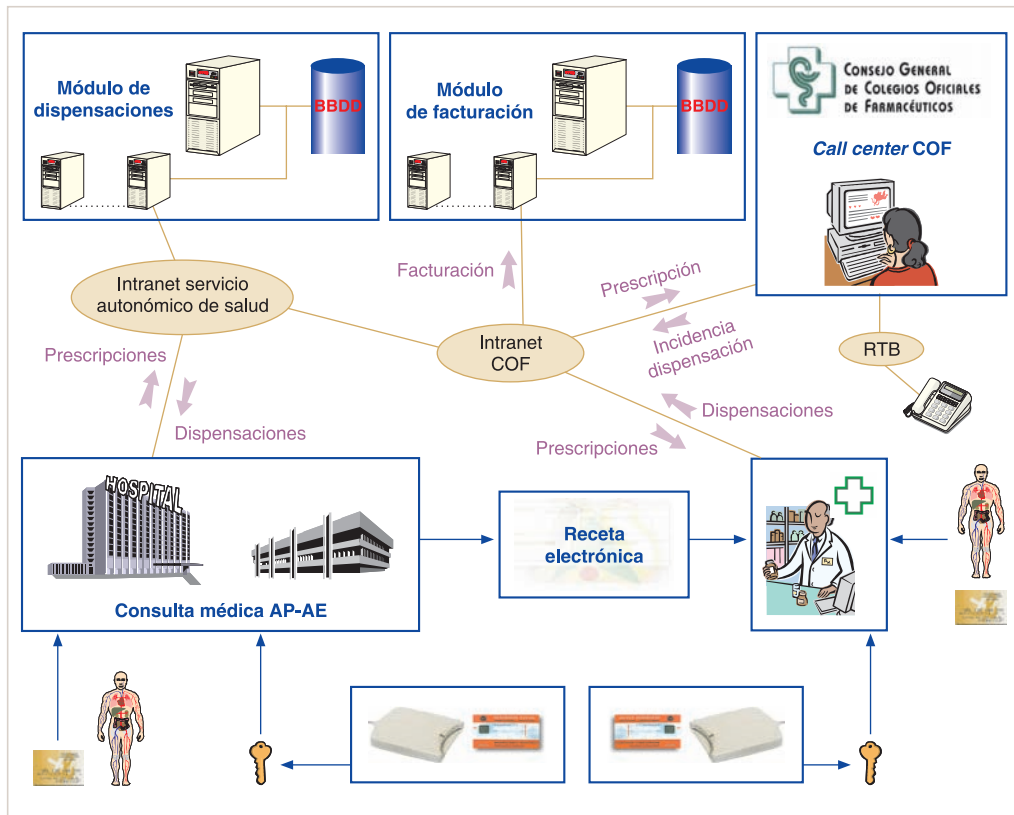 Módulo de
dispensaciones
BBDD
Módulo
de facturación
BBDD
CONSEJO GENERAL
DE COLEGIOS OFICIALES
DE FARMACÉUTICOS
Call center COF
Facturación
Prescripción
Intranet servicio
autonómico de salud
Incidencia
dispensación
Intranet
COF
RTB
Prescripciones
Dispensaciones
Dispensaciones
Prescripciones
HOSPITAL
Receta
electrónica
Consulta médica AP-AE